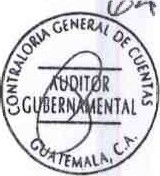 CONTRALORIA GENERAL DE CUENTAS
AUDITOR
GUBERNAMENTAL
GUATEMALA, C.A.